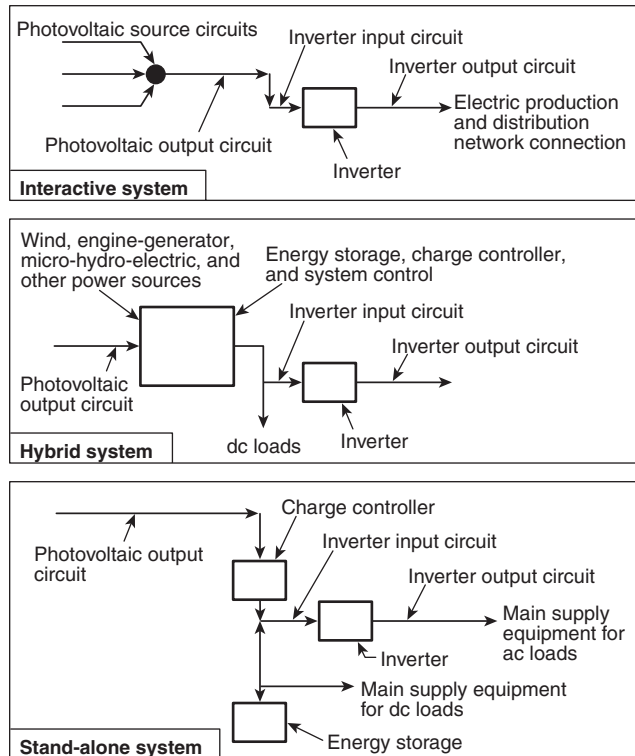 Photovoltaic source circuits
Inverter input circuit
Inverter output circuit
Electric production
and distribution
network connection
Photovoltaic output circuit
Inverter
Interactive system
Wind, engine-generator,
micro-hydro-electric, and
other power sources
Energy storage, charge controller,
and system control
Inverter input circuit
Inverter output circuit
Photovoltaic
output circuit
dc loads
Inverter
Hybrid system
Charge controller
Photovoltaic output
circuit
Inverter input circuit
Inverter output circuit
Main supply
equipment for
ac loads
Inverter
Main supply equipment
for dc loads
Energy storage
Stand-alone system